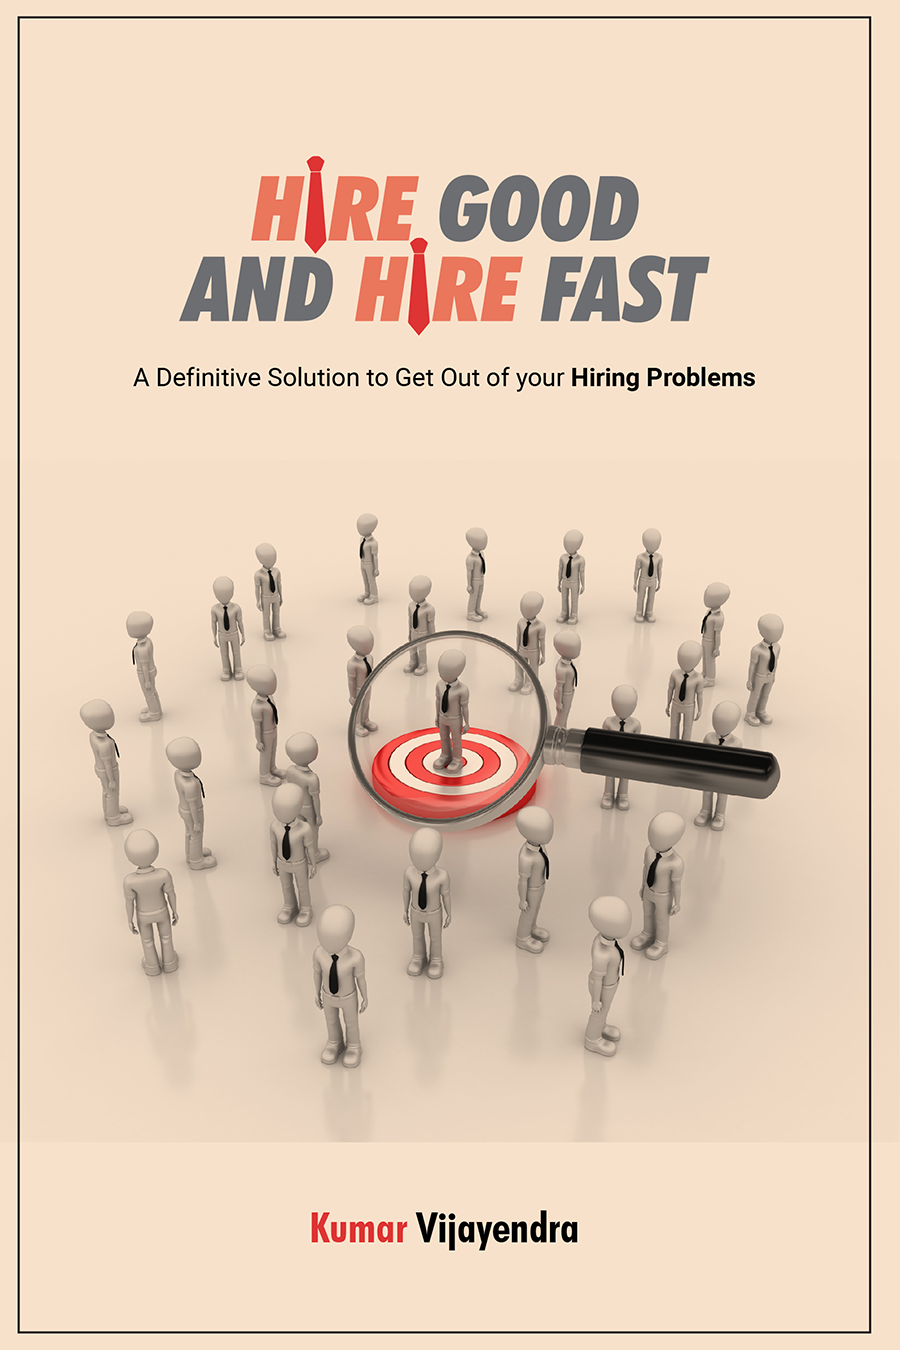 HIRE GOOD
AND HIRE FAST
A Definitive Solution to Get Out of your Hiring Problems
Kumar Vijayendra